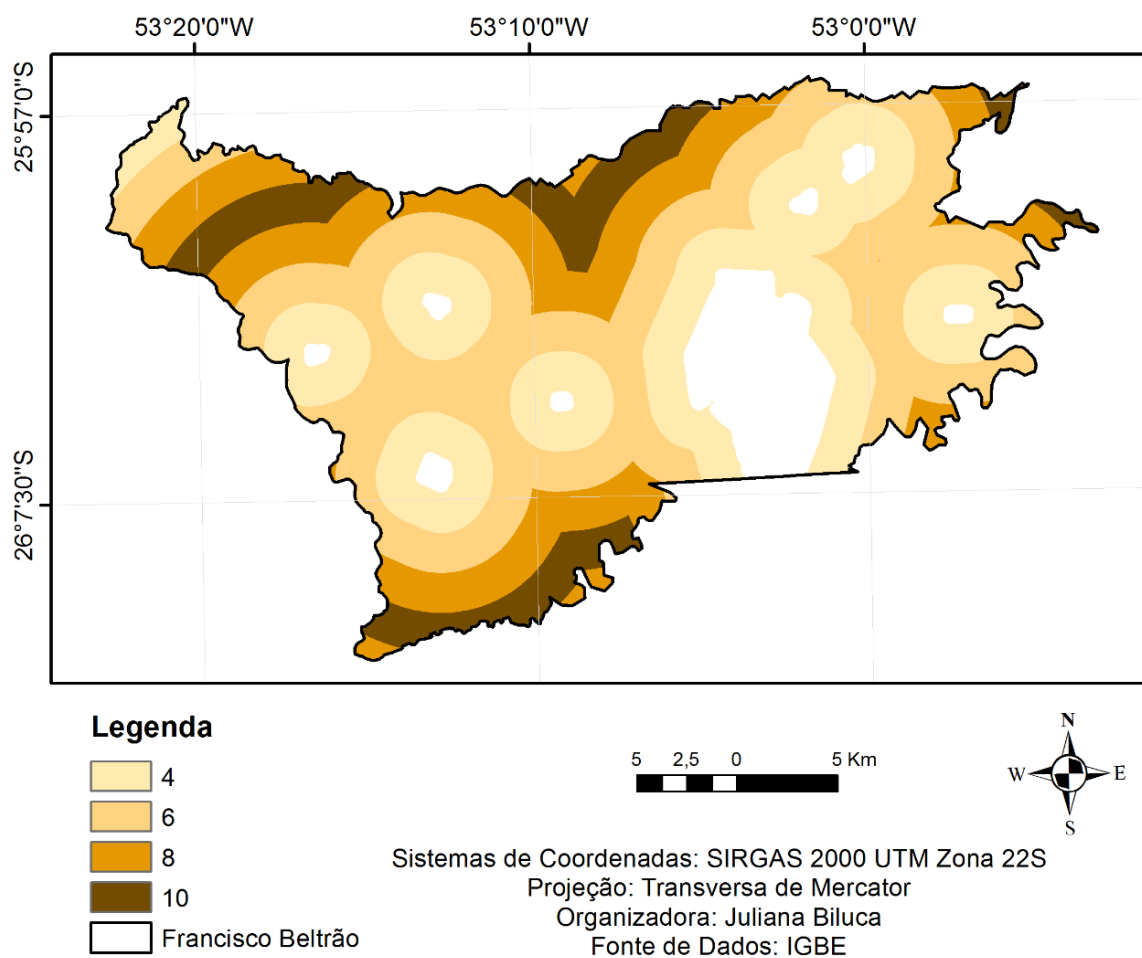 53°20'0"W 53°10'0"W 53°0'0"W
25°57'0"S
26°7'30"S
Legenda
4
6
8
10
Francisco Beltrão
5 2,5 0 5 Km
N
W E
S
Sistemas de Coordenadas: SIRGAS 2000 UTM Zona 22S
Projeção: Transversa de Mercator
Organizadora: Juliana Biluca
Fonte de Dados: IGBE